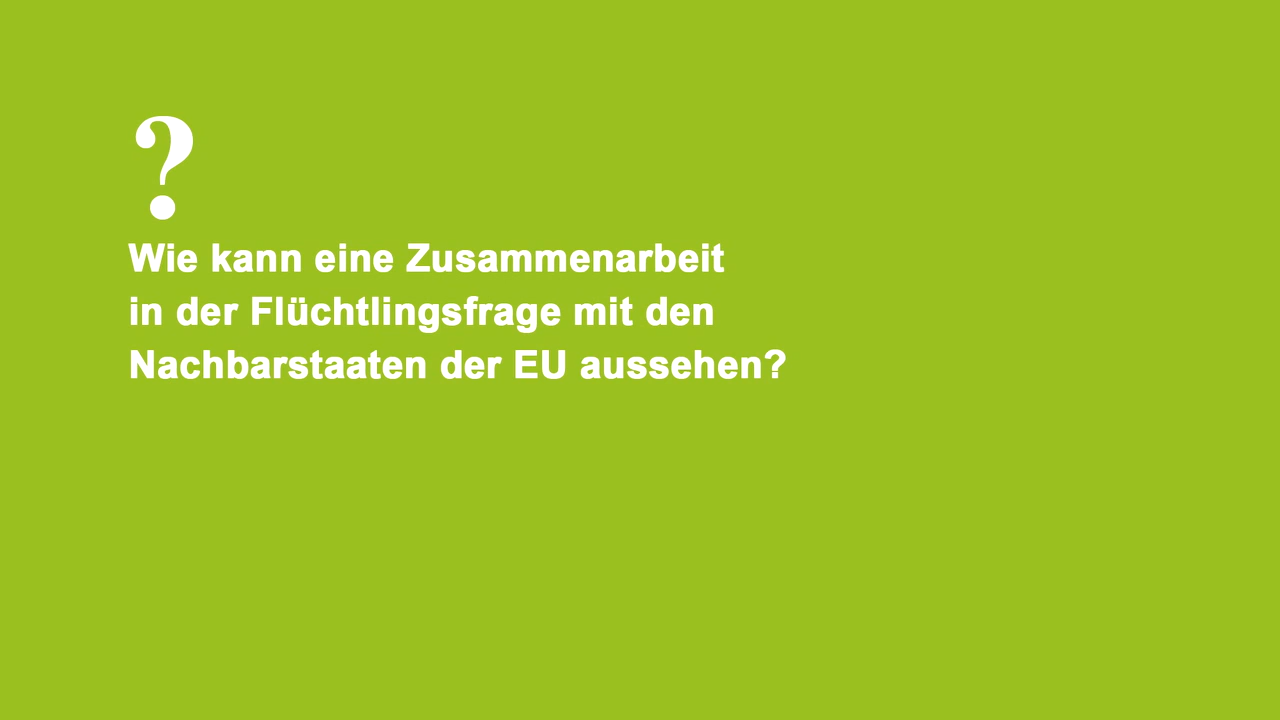 ?
Wie kann eine Zusammenarbeit
in der Flüchtlingsfrage mit den
Nachbarstaaten der EU aussehen?